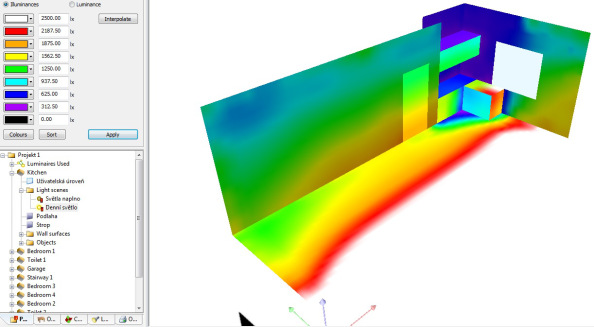 Illuminances Luminance
2500.00 lx Interpolate
2187.50 lx
1875.00 lx
1562.50 lx
1250.00 lx
937.50 lx
625.00 lx
312.50 lx
0.00 lx
Colours Sort Apply
Projekt 1
Luminaires Used
Kitchen
Uživatelská úroveň
Light scenes
Světla naplno
Denní světlo
Podlaha
Strop
Wall surfaces
Objects
Bedroom 1
Toilet 1
Garage
Stairway 1
Bedroom 3
Bedroom 4
Bedroom 2
P... O... C... L... O...